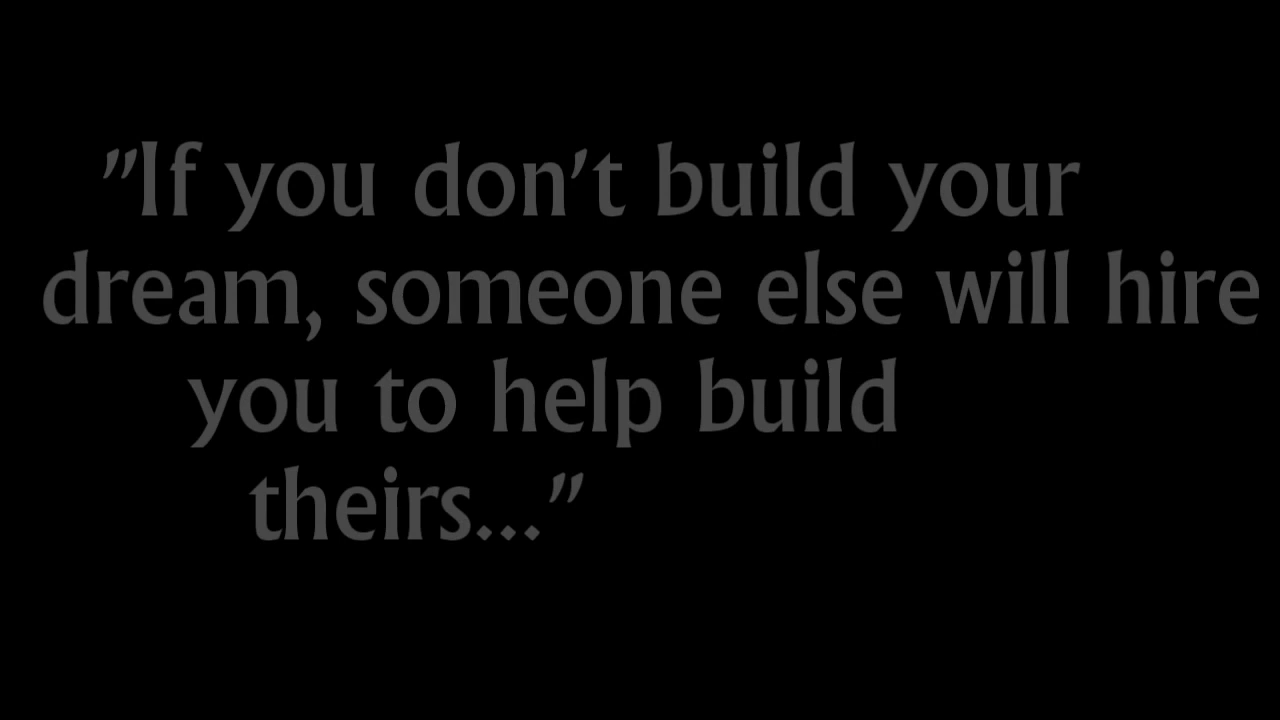 "If you don't build your
dream, someone else will hire
you to help build
theirs..."